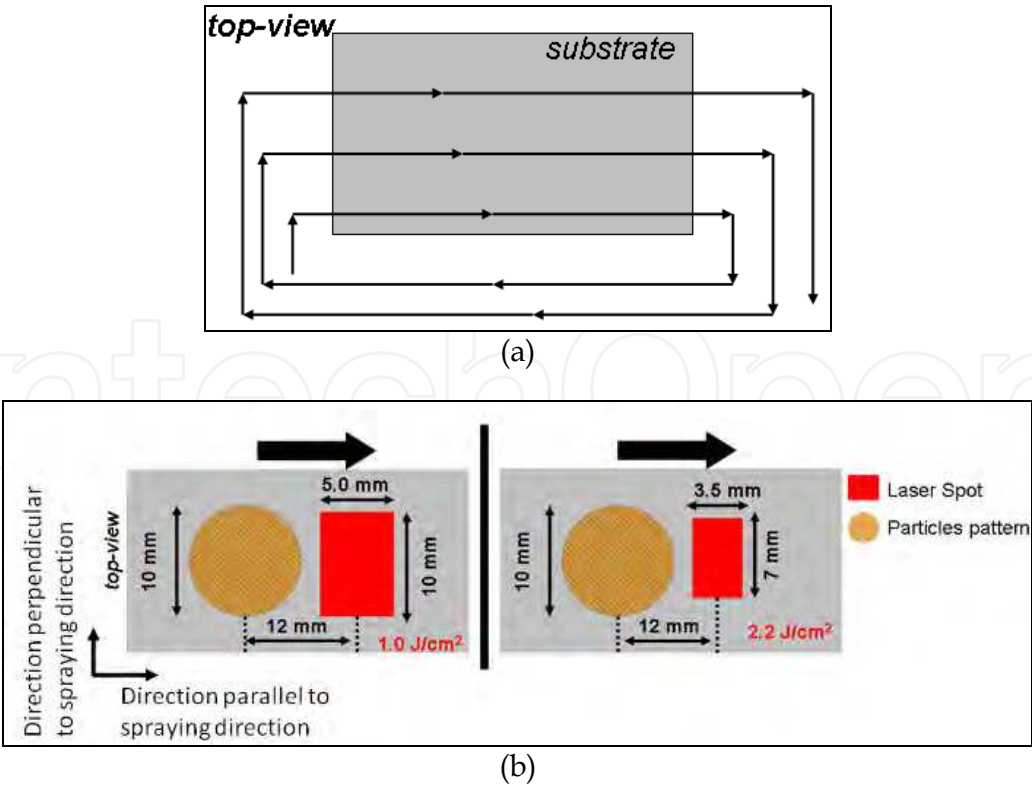 top-view
substrate
(a)
Direction perpendicular
to spraying direction
top-view
10 mm
5.0 mm
10 mm
12 mm
1.0 J/cm²
10 mm
3.5 mm
7 mm
12 mm
2.2 J/cm²
Laser Spot
Particles pattern
Direction parallel to
spraying direction
(b)